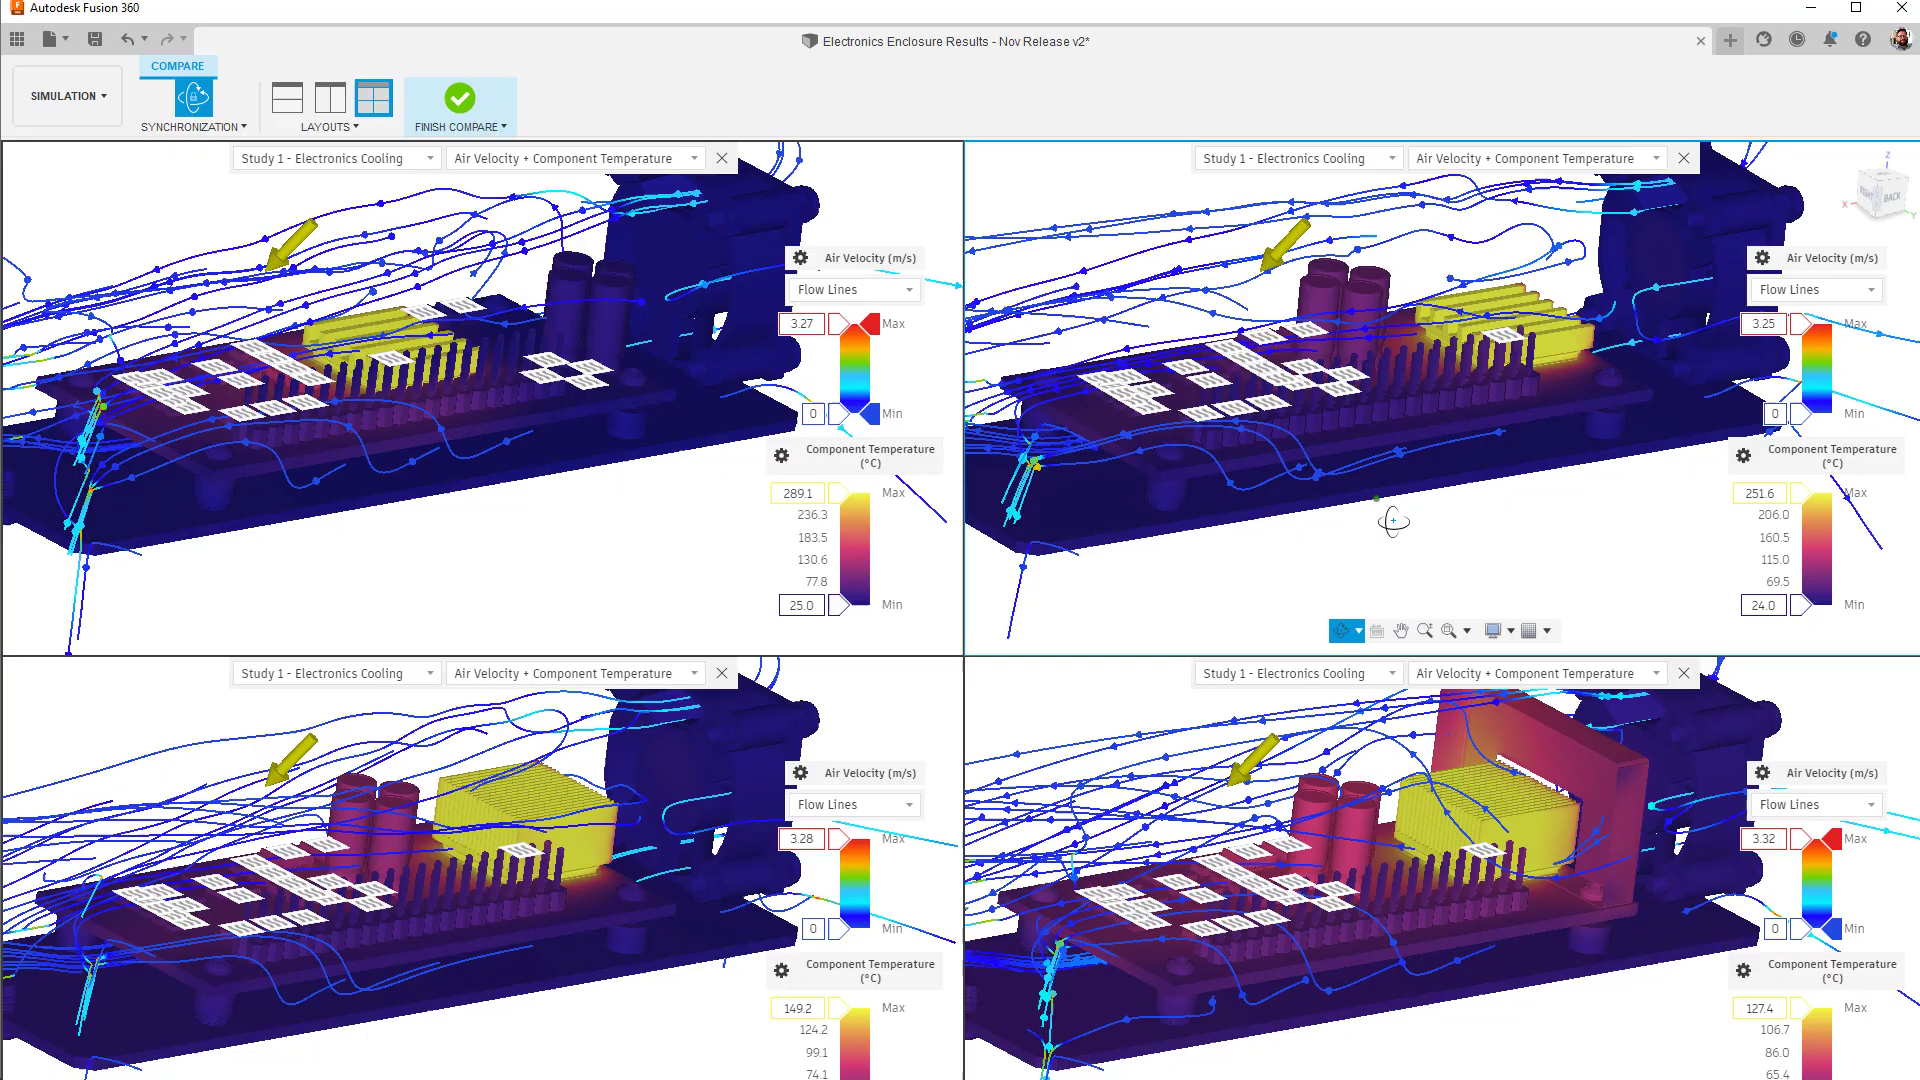 Autodesk Fusion 360
Electronics Enclosure Results - Nov Release v2*
COMPARE
SIMULATION
SYNCHRONIZATION
LAYOUTS
FINISH COMPARE
Study 1 - Electronics Cooling
Air Velocity + Component Temperature
Air Velocity (m/s)
Flow Lines
3.27
Max
0
Min
Component Temperature
(°C)
289.1
Max
236.3
183.5
130.6
77.8
25.0
Min
Study 1 - Electronics Cooling
Air Velocity + Component Temperature
Z
RIGHT
BACK
X
Y
Air Velocity (m/s)
Flow Lines
3.25
Max
0
Min
Component Temperature
(°C)
251.6
Max
206.0
160.5
115.0
69.5
24.0
Min
Study 1 - Electronics Cooling
Air Velocity + Component Temperature
Air Velocity (m/s)
Flow Lines
3.28
Max
0
Min
Component Temperature
(°C)
149.2
Max
124.2
99.1
74.1
Study 1 - Electronics Cooling
Air Velocity + Component Temperature
Air Velocity (m/s)
Flow Lines
3.32
Max
0
Min
Component Temperature
(°C)
127.4
Max
106.7
86.0
65.4